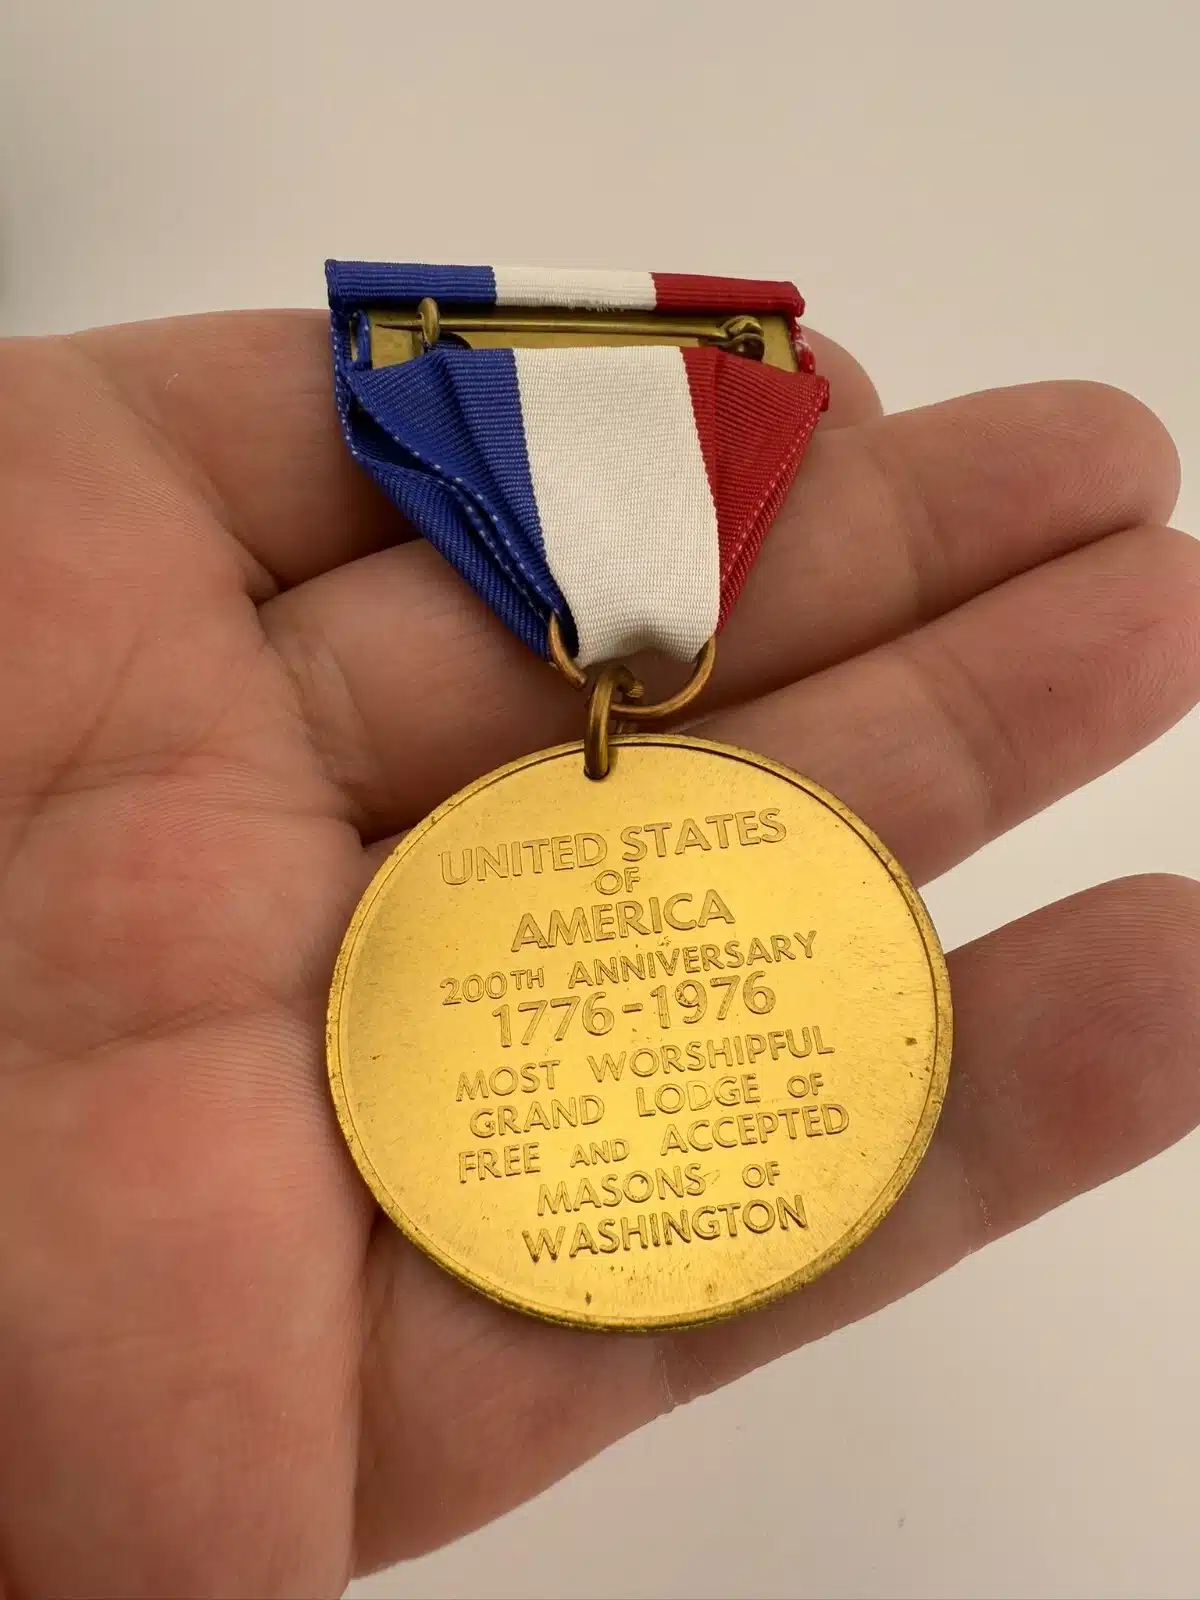 UNITED STATES
OF
AMERICA
200TH ANNIVERSARY
1776-1976
MOST WORSHIPFUL
GRAND LODGE OF
FREE AND ACCEPTED
MASONS OF
WASHINGTON